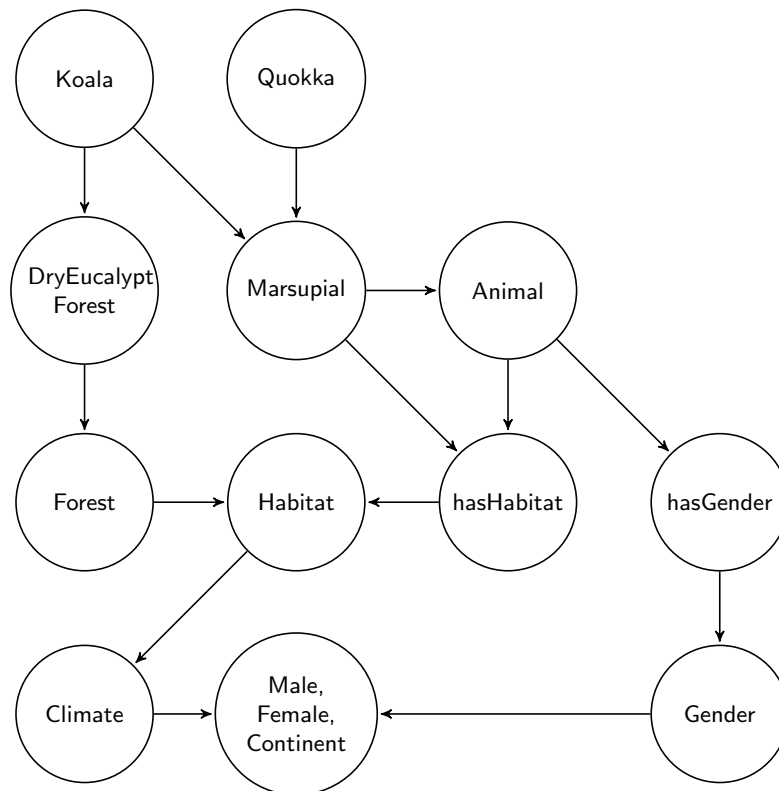 Koala
Quokka
DryEucalypt
Forest
Marsupial
Animal
Forest
Habitat
hasHabitat
hasGender
Climate
Male,
Female,
Continent
Gender